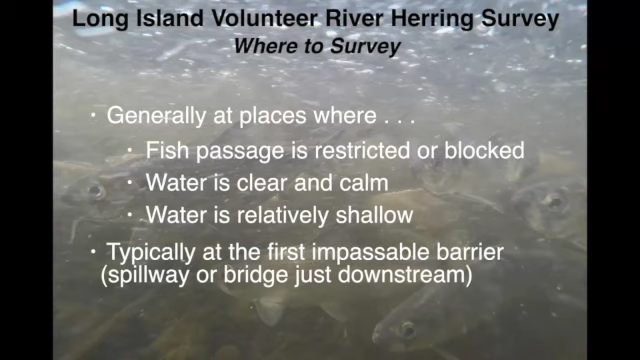 Long Island Volunteer River Herring Survey
Where to Survey
· Generally at places where . . .
· Fish passage is restricted or blocked
· Water is clear and calm
· Water is relatively shallow
· Typically at the first impassable barrier
(spillway or bridge just downstream)